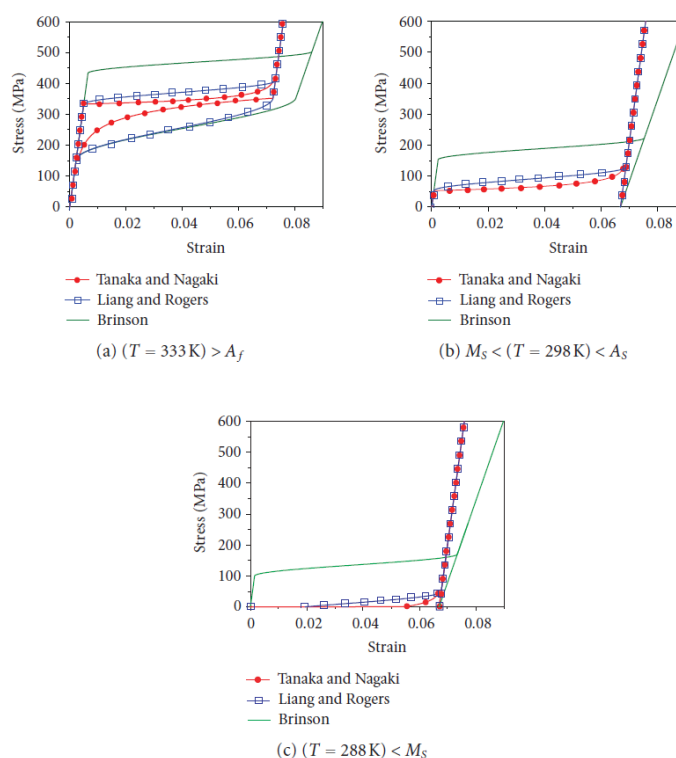 600
500
400
300
200
100
0
Stress (MPa)
0 0.02 0.04 0.06 0.08
Strain
Tanaka and Nagaki
Liang and Rogers
Brinson
(a) (T = 333 K) > A_f
600
500
400
300
200
100
0
Stress (MPa)
0 0.02 0.04 0.06 0.08
Strain
Tanaka and Nagaki
Liang and Rogers
Brinson
(b) M_S < (T = 298 K) < A_S
600
500
400
300
200
100
0
Stress (MPa)
0 0.02 0.04 0.06 0.08
Strain
Tanaka and Nagaki
Liang and Rogers
Brinson
(c) (T = 288 K) < M_S